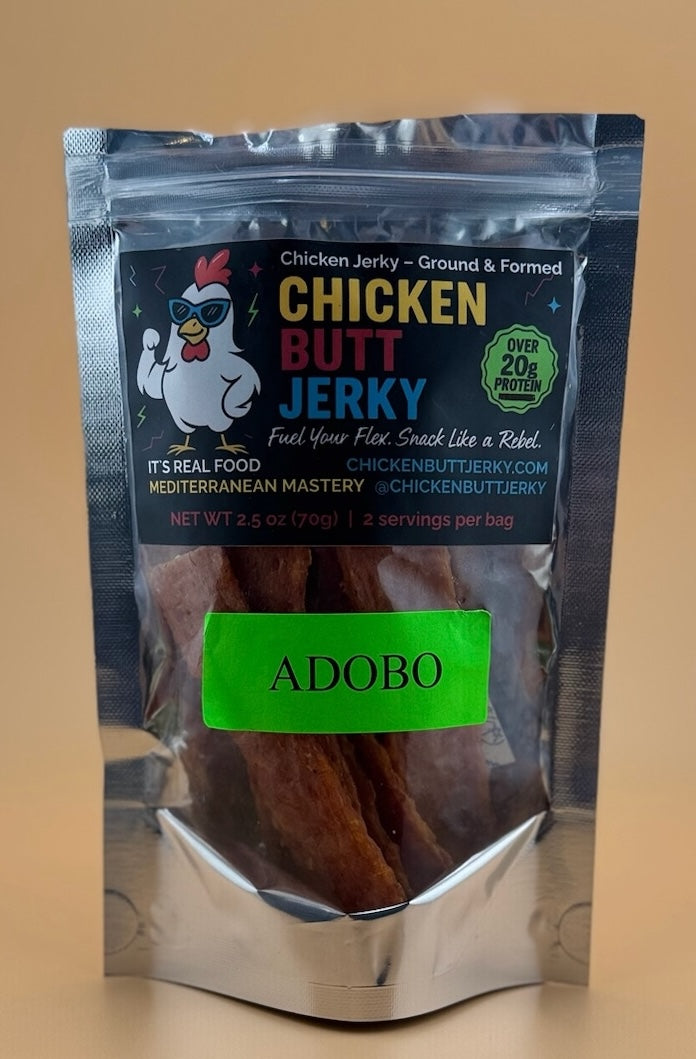 Chicken Jerky – Ground & Formed
CHICKEN
BUTT
JERKY
OVER
20g
PROTEIN
Fuel Your Flex. Snack Like a Rebel.
IT'S REAL FOOD
CHICKENBUTTJERKY.COM
MEDITERRANEAN MASTERY
@CHICKENBUTTJERKY
NET WT 2.5 oz (70g) | 2 servings per bag
ADOBO